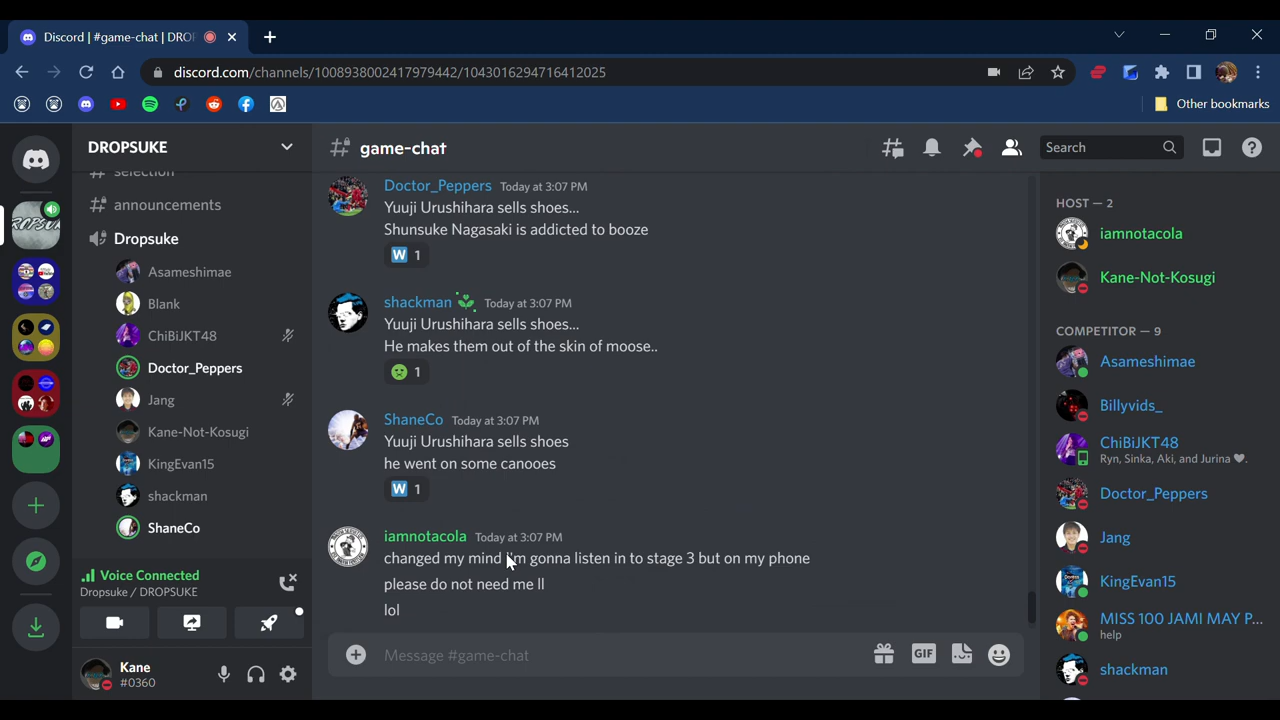 Discord | #game-chat | DRO
discord.com/channels/1008938002417979442/1043016294716412025
Other bookmarks
DROPSUKE
selection
announcements
Dropsuke
Asameshimae
Blank
ChiBiJKT48
Doctor_Peppers
Jang
Kane-Not-Kosugi
KingEvan15
shackman
ShaneCo
Voice Connected
Dropsuke / DROPSUKE
Kane
#0360
game-chat
Search
Doctor_Peppers Today at 3:07 PM
Yuuji Urushihara sells shoes...
Shunsuke Nagasaki is addicted to booze
W 1
shackman Today at 3:07 PM
Yuuji Urushihara sells shoes...
He makes them out of the skin of moose..
1
ShaneCo Today at 3:07 PM
Yuuji Urushihara sells shoes
he went on some canooes
W 1
iamnotacola Today at 3:07 PM
changed my mind i'm gonna listen in to stage 3 but on my phone
please do not need me ll
lol
Message #game-chat
GIF
HOST — 2
iamnotacola
Kane-Not-Kosugi
COMPETITOR — 9
Asameshimae
Billyvids_
ChiBiJKT48
Ryn, Sinka, Aki, and Jurina 🖤.
Doctor_Peppers
Jang
KingEvan15
MISS 100 JAMI MAY P...
help
shackman